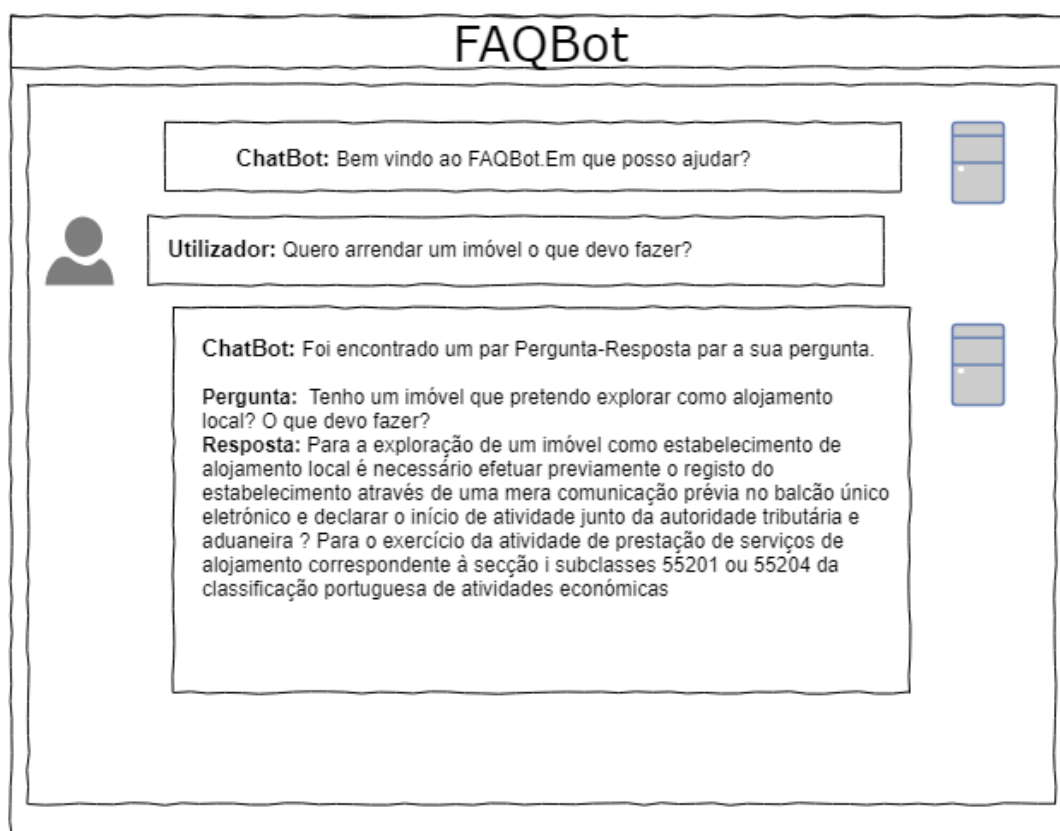 FAQBot
ChatBot: Bem vindo ao FAQBot.Em que posso ajudar?
Utilizador: Quero arrendar um imóvel o que devo fazer?
ChatBot: Foi encontrado um par Pergunta-Resposta par a sua pergunta.
Pergunta: Tenho um imóvel que pretendo explorar como alojamento
local? O que devo fazer?
Resposta: Para a exploração de um imóvel como estabelecimento de
alojamento local é necessário efetuar previamente o registo do
estabelecimento através de uma mera comunicação prévia no balcão único
eletrónico e declarar o início de atividade junto da autoridade tributária e
aduaneira ? Para o exercício da atividade de prestação de serviços de
alojamento correspondente à secção i subclasses 55201 ou 55204 da
classificação portuguesa de atividades económicas